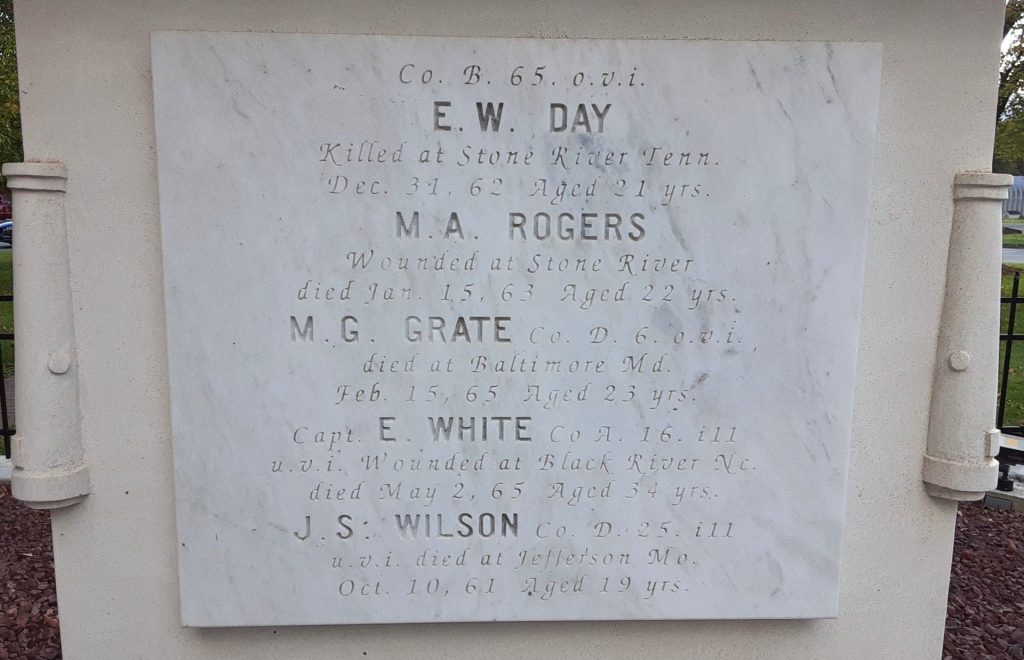 Co. B. 65. o.v.i.
E.W. DAY
Killed at Stone River Tenn.
Dec. 31, 62 Aged 21 yrs.
M.A. ROGERS
Wounded at Stone River
died Jan. 15, 63 Aged 22 yrs.
M.G. GRATE Co. D. 6. o.v.i.
died at Baltimore Md.
Feb. 15, 65 Aged 23 yrs.
Capt. E. WHITE Co A. 16. ill
u.v.i. Wounded at Black River Nc.
died May 2, 65 Aged 34 yrs.
J.S. WILSON Co. D. 25. ill
u.v.i. died at Jefferson Mo.
Oct. 10, 61 Aged 19 yrs.